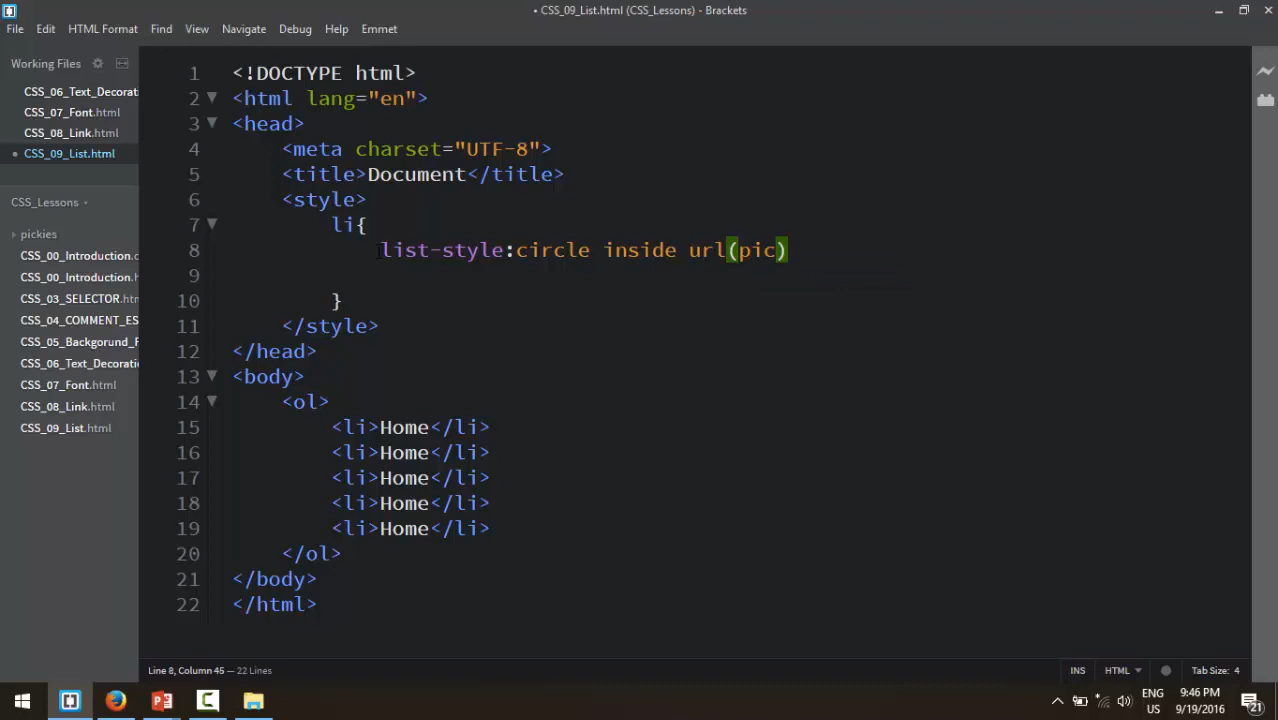 • CSS_09_List.html (CSS_Lessons) - Brackets
File Edit HTML Format Find View Navigate Debug Help Emmet
Working Files
CSS_06_Text_Decorati
CSS_07_Font.html
CSS_08_Link.html
• CSS_09_List.html
CSS_Lessons
pickies
CSS_00_Introduction.c
CSS_00_Introduction.h
CSS_03_SELECTOR.htm
CSS_04_COMMENT_ES
CSS_05_Backgorund_F
CSS_06_Text_Decorati
CSS_07_Font.html
CSS_08_Link.html
CSS_09_List.html
1 <!DOCTYPE html>
2 <html lang="en">
3 <head>
4 <meta charset="UTF-8">
5 <title>Document</title>
6 <style>
7 li{
8 list-style:circle inside url(pic)
9
10 }
11 </style>
12 </head>
13 <body>
14 <ol>
15 <li>Home</li>
16 <li>Home</li>
17 <li>Home</li>
18 <li>Home</li>
19 <li>Home</li>
20 </ol>
21 </body>
22 </html>
Line 8, Column 45 — 22 Lines
INS HTML Tab Size: 4
ENG 9:46 PM
US 9/19/2016 21